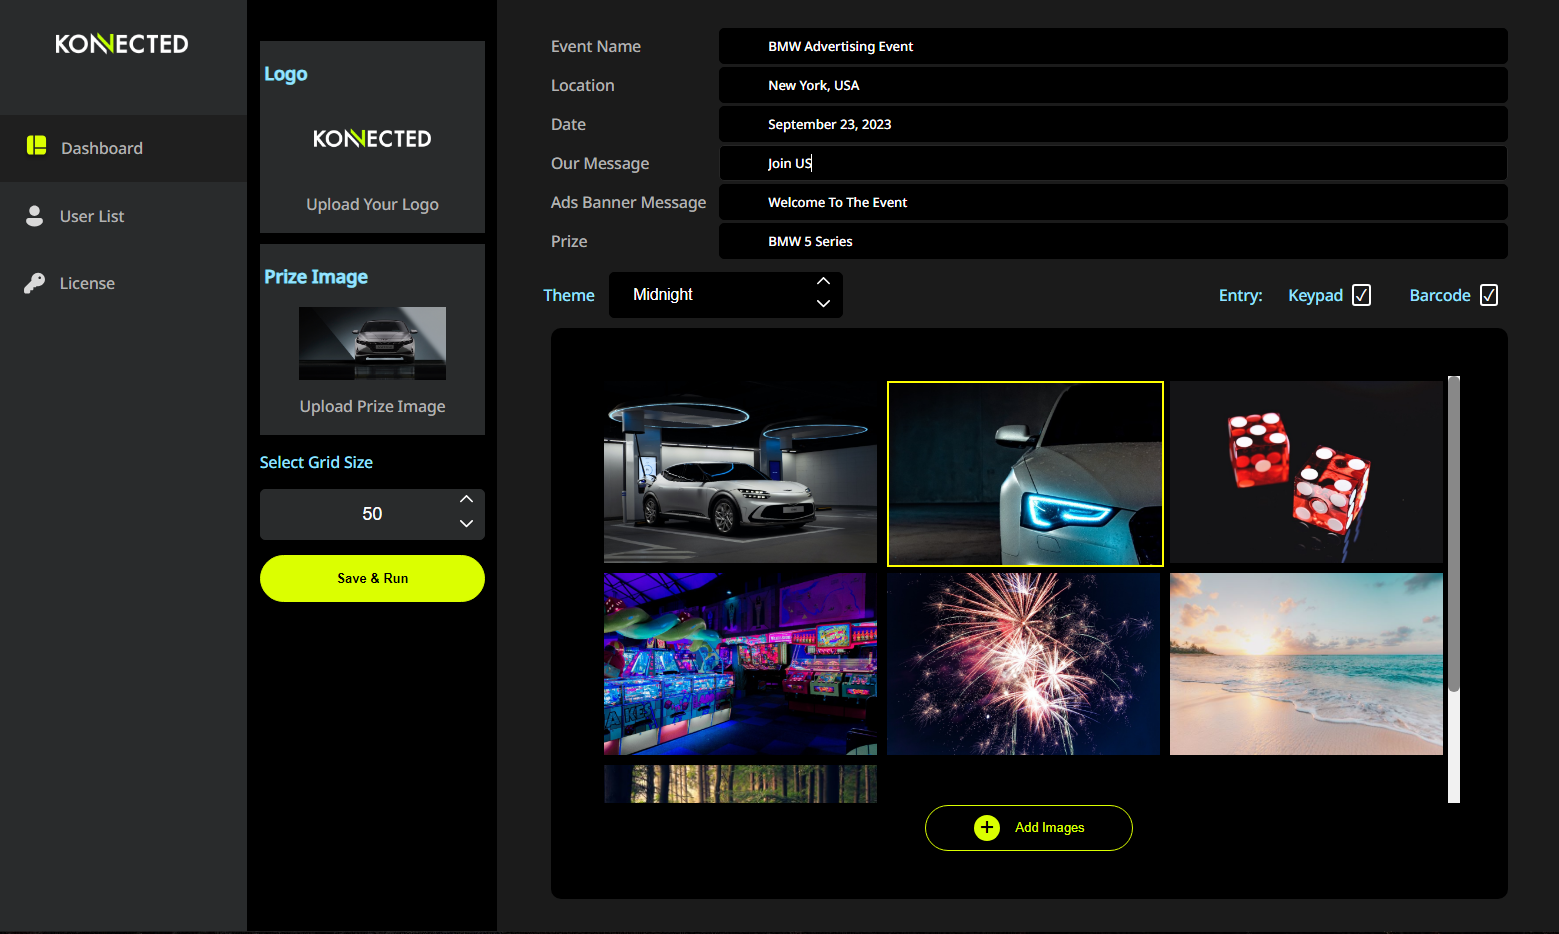 KONNECTED
Dashboard
User List
License
Logo
KONNECTED
Upload Your Logo
Prize Image
Upload Prize Image
Select Grid Size
50
Save & Run
Event Name BMW Advertising Event
Location New York, USA
Date September 23, 2023
Our Message Join US
Ads Banner Message Welcome To The Event
Prize BMW 5 Series
Theme Midnight Entry: Keypad Barcode
AKES
Add Images